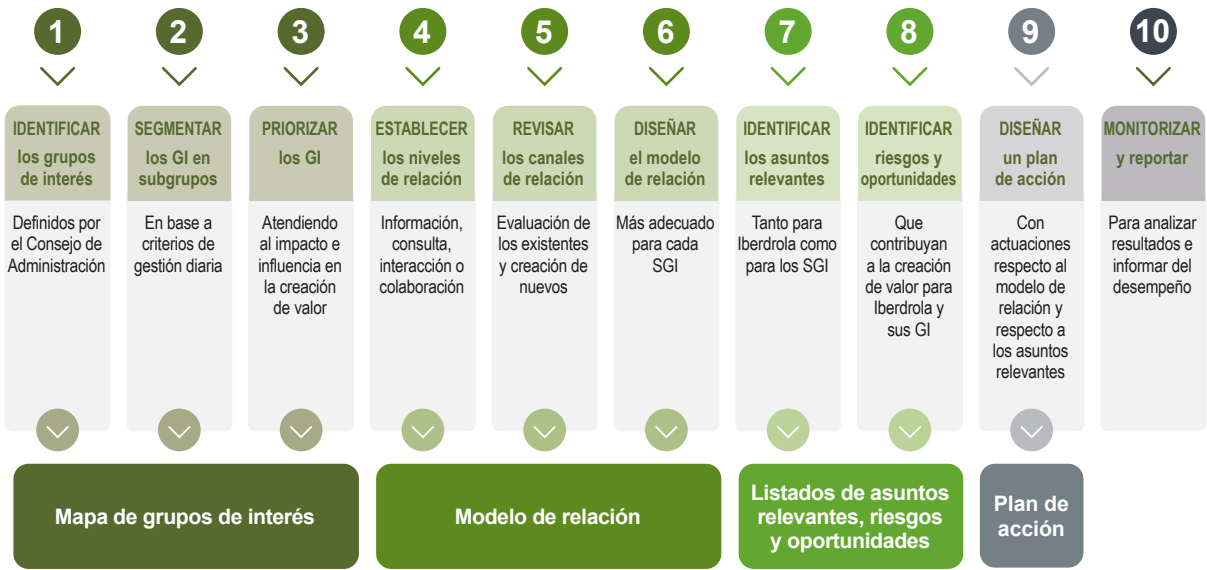 1
IDENTIFICAR
los grupos
de interés
Definidos por
el Consejo de
Administración
2
SEGMENTAR
los GI en
subgrupos
En base a
criterios de
gestión diaria
3
PRIORIZAR
los GI
Atendiendo
al impacto e
influencia en
la creación
de valor
4
ESTABLECER
los niveles
de relación
Información,
consulta,
interacción o
colaboración
5
REVISAR
los canales
de relación
Evaluación de
los existentes
y creación de
nuevos
6
DISEÑAR
el modelo
de relación
Más adecuado
para cada
SGI
7
IDENTIFICAR
los asuntos
relevantes
Tanto para
Iberdrola como
para los SGI
8
IDENTIFICAR
riesgos y
oportunidades
Que
contribuyan
a la creación
de valor para
Iberdrola y
sus GI
9
DISEÑAR
un plan
de acción
Con
actuaciones
respecto al
modelo de
relación y
respecto a
los asuntos
relevantes
10
MONITORIZAR
y reportar
Para analizar
resultados e
informar del
desempeño
Mapa de grupos de interés
Modelo de relación
Listados de asuntos
relevantes, riesgos
y oportunidades
Plan de
acción